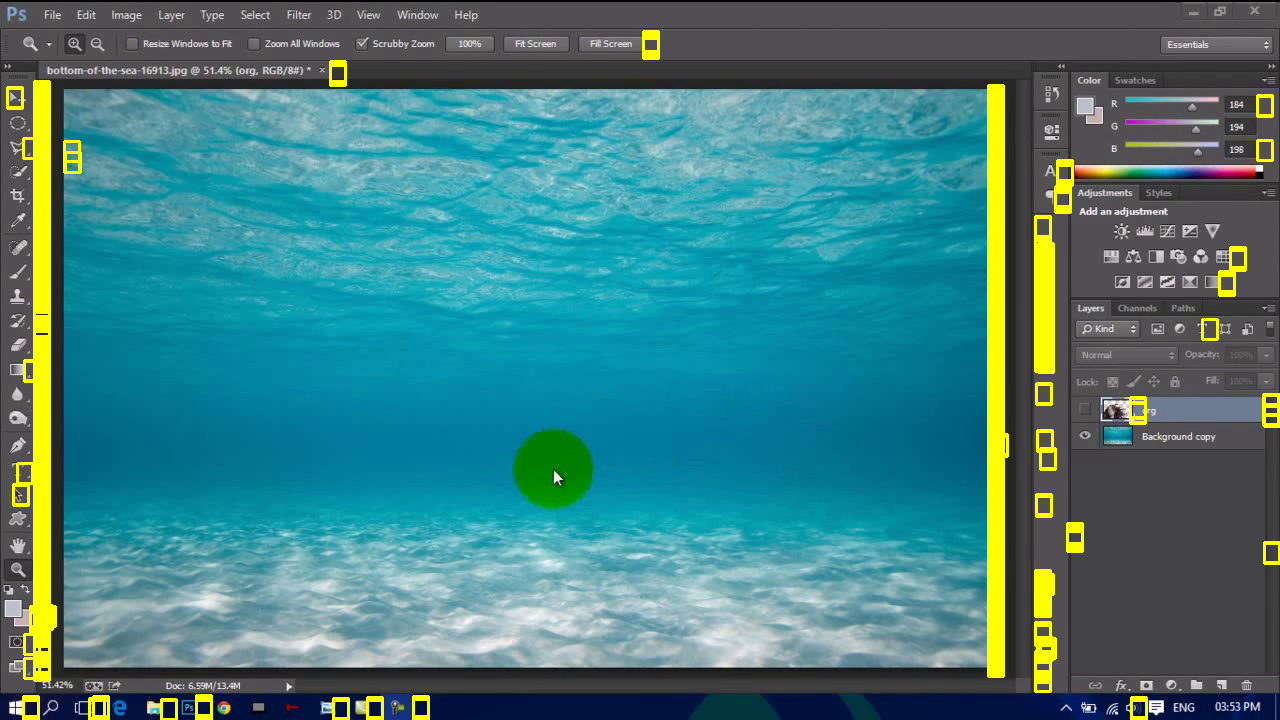 Ps File Edit Image Layer Type Select Filter 3D View Window Help
Resize Windows to Fit Zoom All Windows Scrubby Zoom 100% Fit Screen Fill Screen Essentials
bottom-of-the-sea-16913.jpg @ 51.4% (org, RGB/8#) * ×
Color Swatches
R 184
G 194
B 198
Adjustments Styles
Add an adjustment
Layers Channels Paths
Kind
Normal Opacity: 100%
Lock: Fill: 100%
Background copy
51.42% Doc: 6.59M/13.4M
ENG 03:53 PM